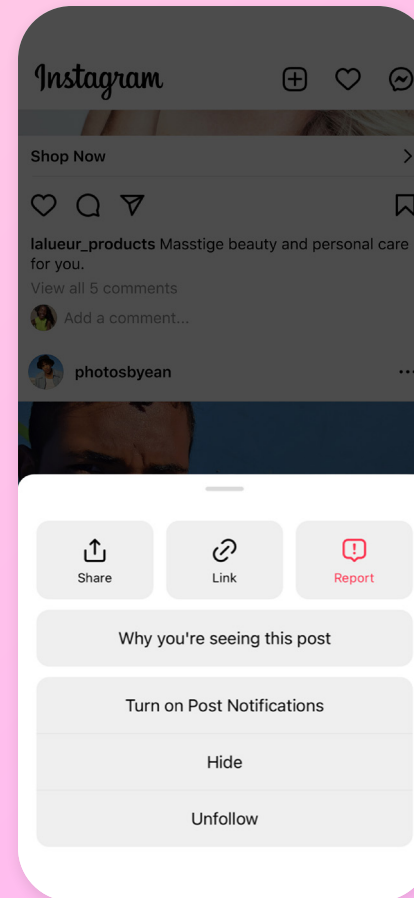 Instagram
Shop Now
lalueur_products Masstige beauty and personal care
for you.
View all 5 comments
Add a comment...
photosbyean
Share
Link
Report
Why you're seeing this post
Turn on Post Notifications
Hide
Unfollow